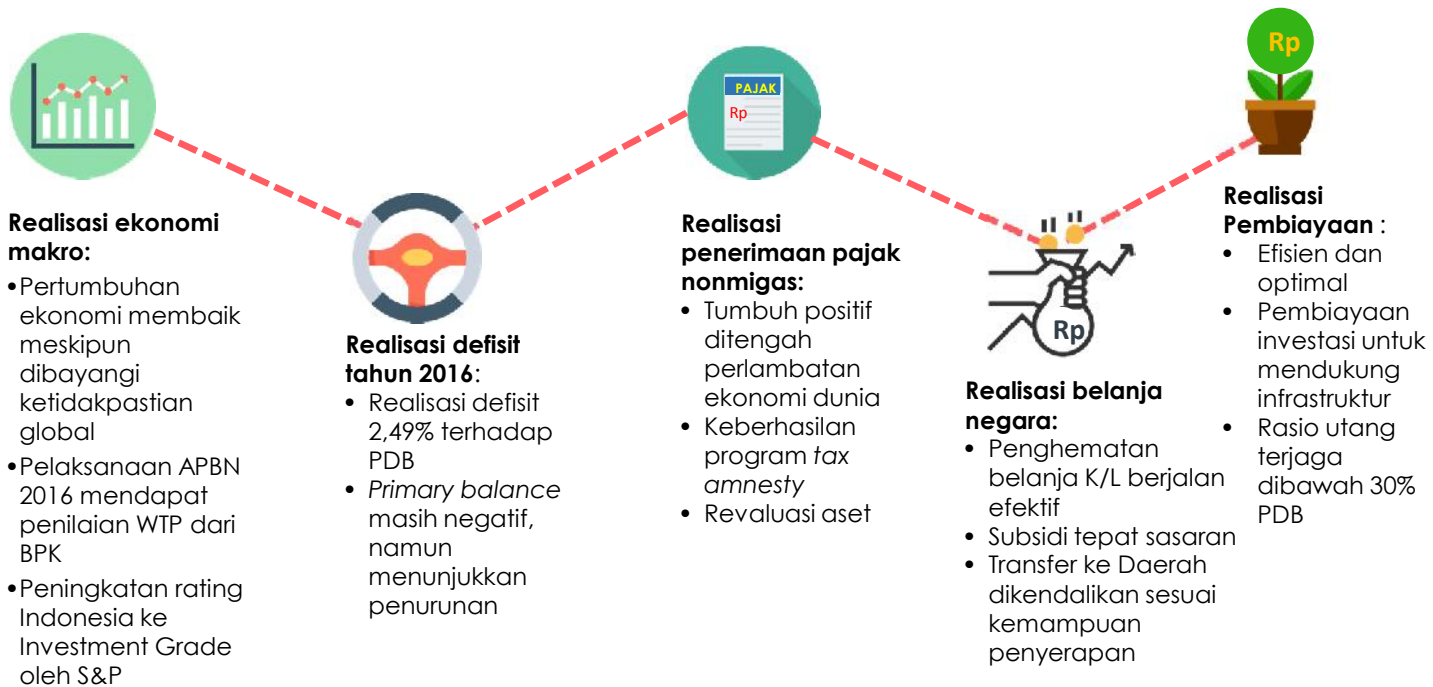 Realisasi ekonomi
makro:
•Pertumbuhan
ekonomi membaik
meskipun
dibayangi
ketidakpastian
global
•Pelaksanaan APBN
2016 mendapat
penilaian WTP dari
BPK
•Peningkatan rating
Indonesia ke
Investment Grade
oleh S&P
Realisasi defisit
tahun 2016:
• Realisasi defisit
2,49% terhadap
PDB
• Primary balance
masih negatif,
namun
menunjukkan
penurunan
PAJAK
Rp
Realisasi
penerimaan pajak
nonmigas:
• Tumbuh positif
ditengah
perlambatan
ekonomi dunia
• Keberhasilan
program tax
amnesty
• Revaluasi aset
Rp
Realisasi belanja
negara:
• Penghematan
belanja K/L berjalan
efektif
• Subsidi tepat sasaran
• Transfer ke Daerah
dikendalikan sesuai
kemampuan
penyerapan
Rp
Realisasi
Pembiayaan :
• Efisien dan
optimal
• Pembiayaan
investasi untuk
mendukung
infrastruktur
• Rasio utang
terjaga
dibawah 30%
PDB